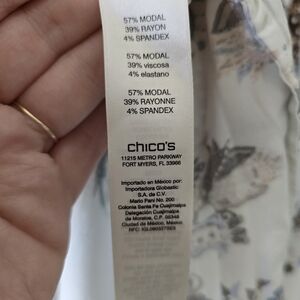 57% MODAL
39% RAYON
4% SPANDEX
57% MODAL
39% viscosa
4% elastano
57% MODAL
39% RAYONNE
4% SPANDEX
chico's
11215 METRO PARKWAY
FORT MYERS, FL 33966
Importado en México por:
Importadora Globastic
S.A. de C.V.
Mario Pani No. 200
Colonia Santa Fe Cuajimalpa
Delegación Cuajimalpa
de Morelos, C.P. 05348
Ciudad de México, México